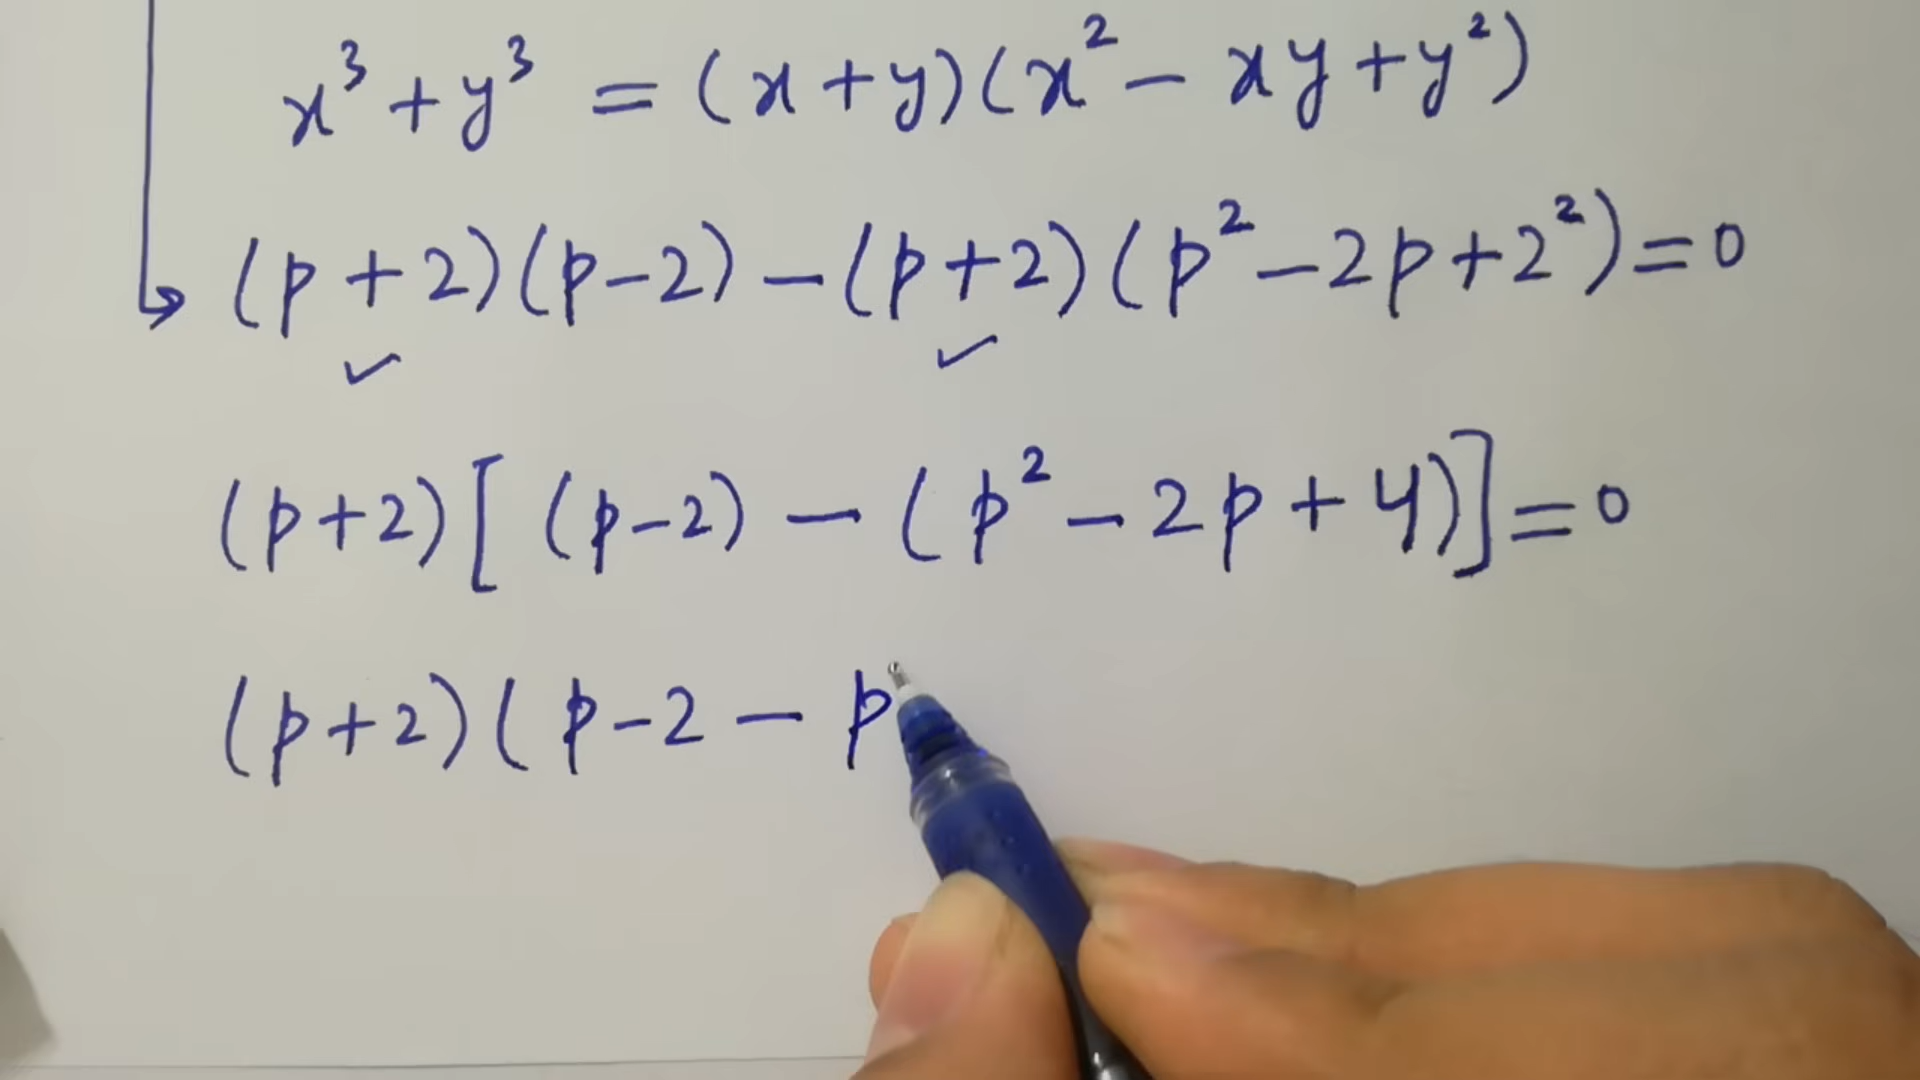 x³ + y³ = (x + y)(x² − xy + y²)
(p + 2)(p − 2) − (p + 2)(p² − 2p + 2²) = 0
(p + 2)[(p − 2) − (p² − 2p + 4)] = 0
(p + 2)(p − 2 − p